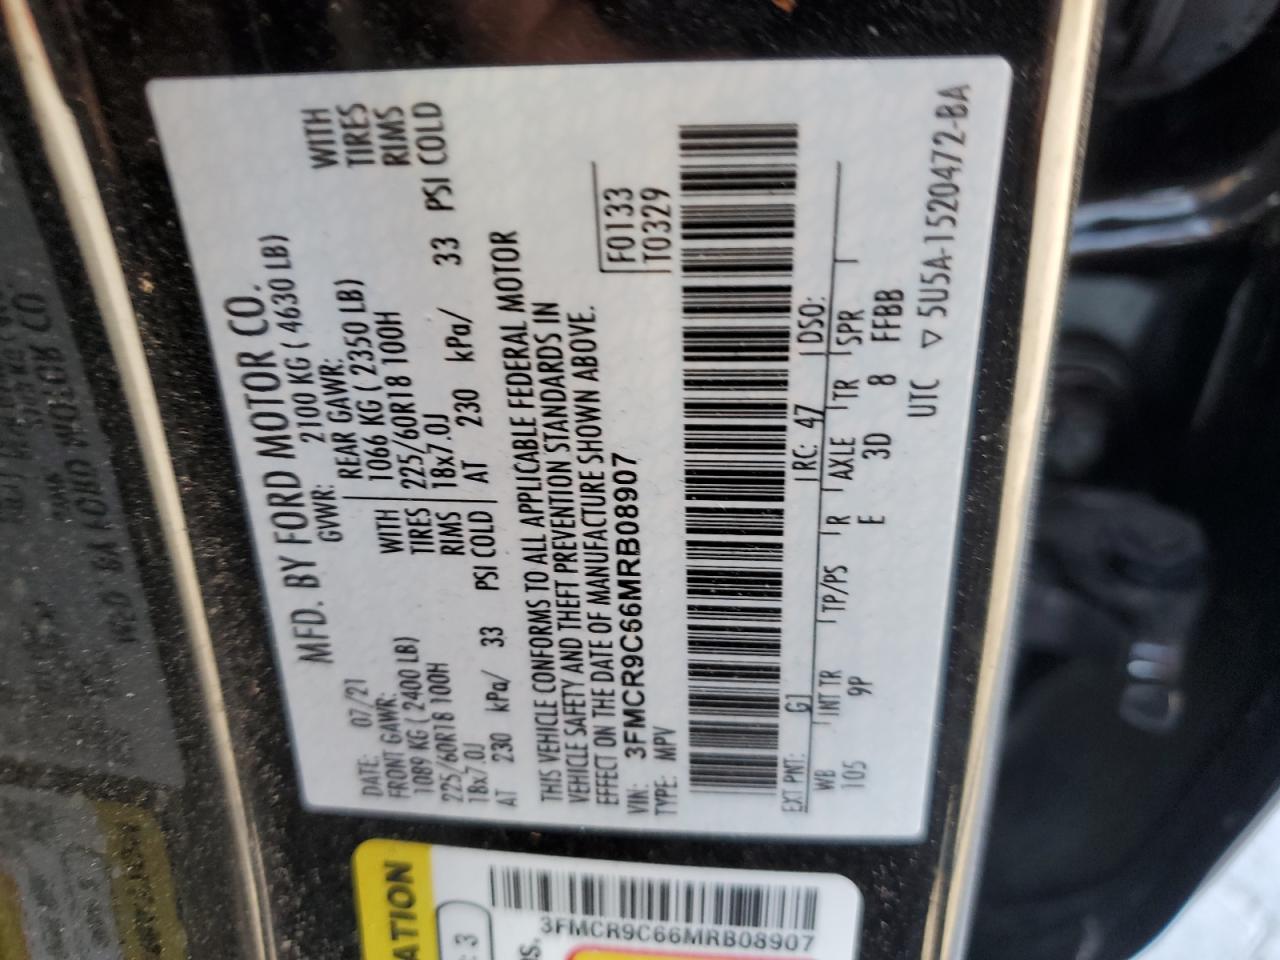 MFD. BY FORD MOTOR CO.
DATE: 07/21 GVWR: 2100 KG ( 4630 LB)
FRONT GAWR: REAR GAWR:
1089 KG ( 2400 LB) WITH 1066 KG ( 2350 LB) WITH
225/60R18 100H TIRES 225/60R18 100H TIRES
18x7.0J RIMS 18x7.0J RIMS
AT 230 kPa/ 33 PSI COLD AT 230 kPa/ 33 PSI COLD
THIS VEHICLE CONFORMS TO ALL APPLICABLE FEDERAL MOTOR
VEHICLE SAFETY AND THEFT PREVENTION STANDARDS IN
EFFECT ON THE DATE OF MANUFACTURE SHOWN ABOVE.
VIN: 3FMCR9C66MRB08907
TYPE: MPV
F0133
T0329
EXT PNT: G1 RC: 47 DSO:
WB INT TR TP/PS R AXLE TR SPR
105 9P E 3D 8 FFBB
UTC ▽ 5U5A-1520472-BA
3FMCR9C66MRB08907